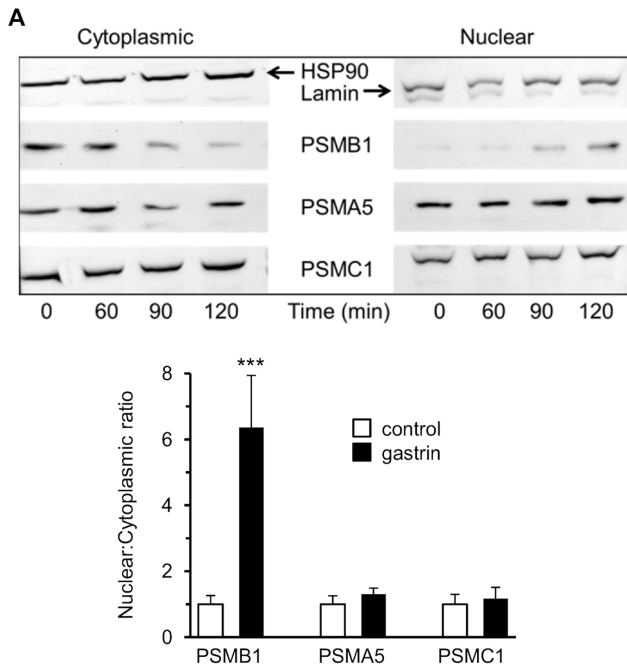 A
Cytoplasmic Nuclear
HSP90
Lamin
PSMB1
PSMA5
PSMC1
0 60 90 120 Time (min) 0 60 90 120
8
6
4
2
0
Nuclear:Cytoplasmic ratio
***
control
gastrin
PSMB1 PSMA5 PSMC1